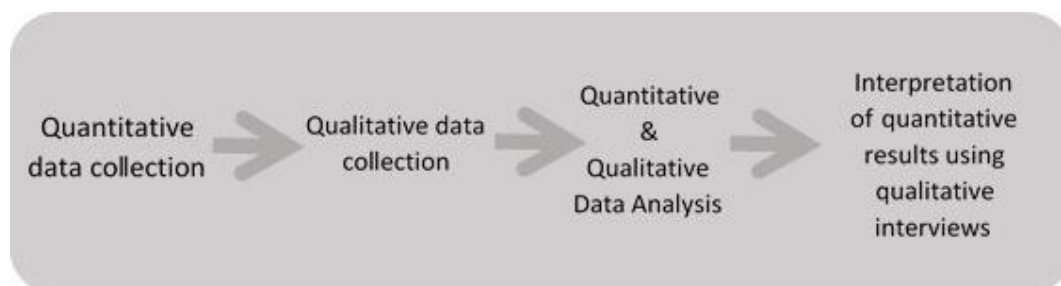 Quantitative
data collection
Qualitative data
collection
Quantitative
&
Qualitative
Data Analysis
Interpretation
of quantitative
results using
qualitative
interviews